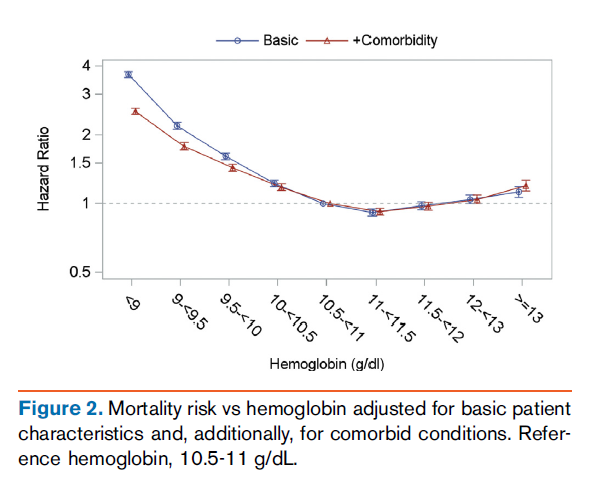 Basic +Comorbidity
4
3
2
1.5
1
0.5
Hazard Ratio
<9
9-<9.5
9.5-<10
10-<10.5
10.5-<11
11-<11.5
11.5-<12
12-<13
>=13
Hemoglobin (g/dl)
Figure 2. Mortality risk vs hemoglobin adjusted for basic patient
characteristics and, additionally, for comorbid conditions. Refer-
ence hemoglobin, 10.5-11 g/dL.